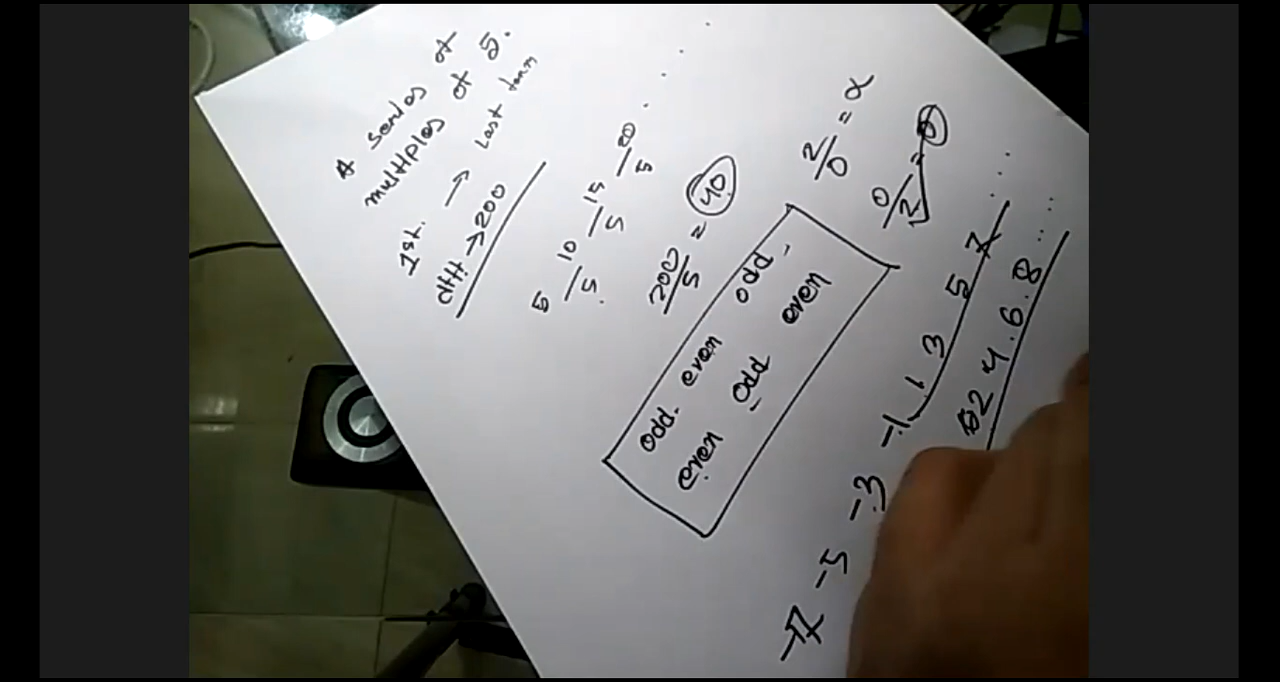 A series of
multiples of 5.
1st. → Last term
diff → 200
5 10/5 15/5 20/5 . . . .
200/5 = 40
2/0 = α
0/2 = 0
odd. even odd -
even odd even
-7 -5 -3 -1, 1 3 5 7 ...
0 2 4. 6. 8 ....